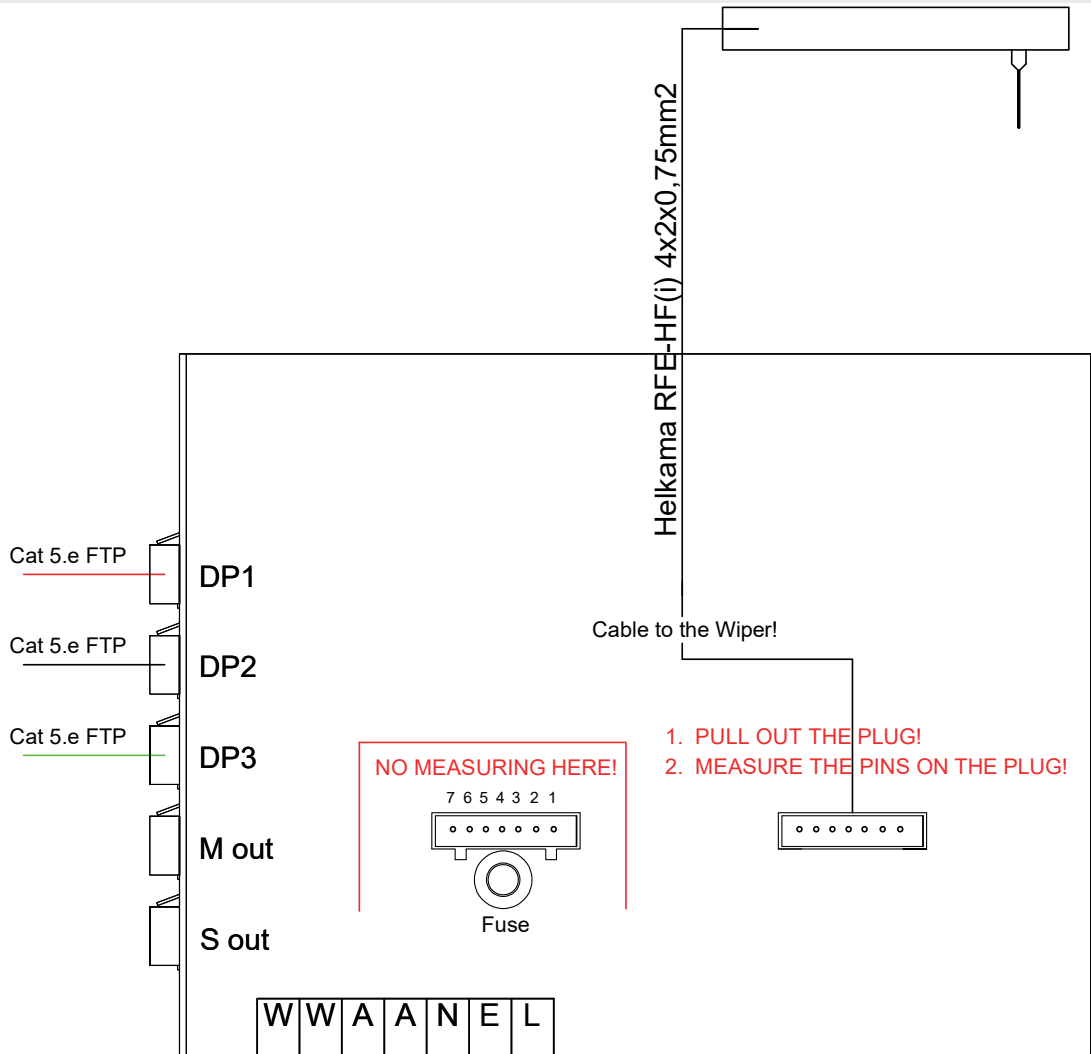 Helkama RFE-HF(i) 4x2x0,75mm2
Cat 5.e FTP
DP1
Cat 5.e FTP
DP2
Cable to the Wiper!
Cat 5.e FTP
DP3
NO MEASURING HERE!
7 6 5 4 3 2 1
Fuse
1. PULL OUT THE PLUG!
2. MEASURE THE PINS ON THE PLUG!
M out
S out
W W A A N E L